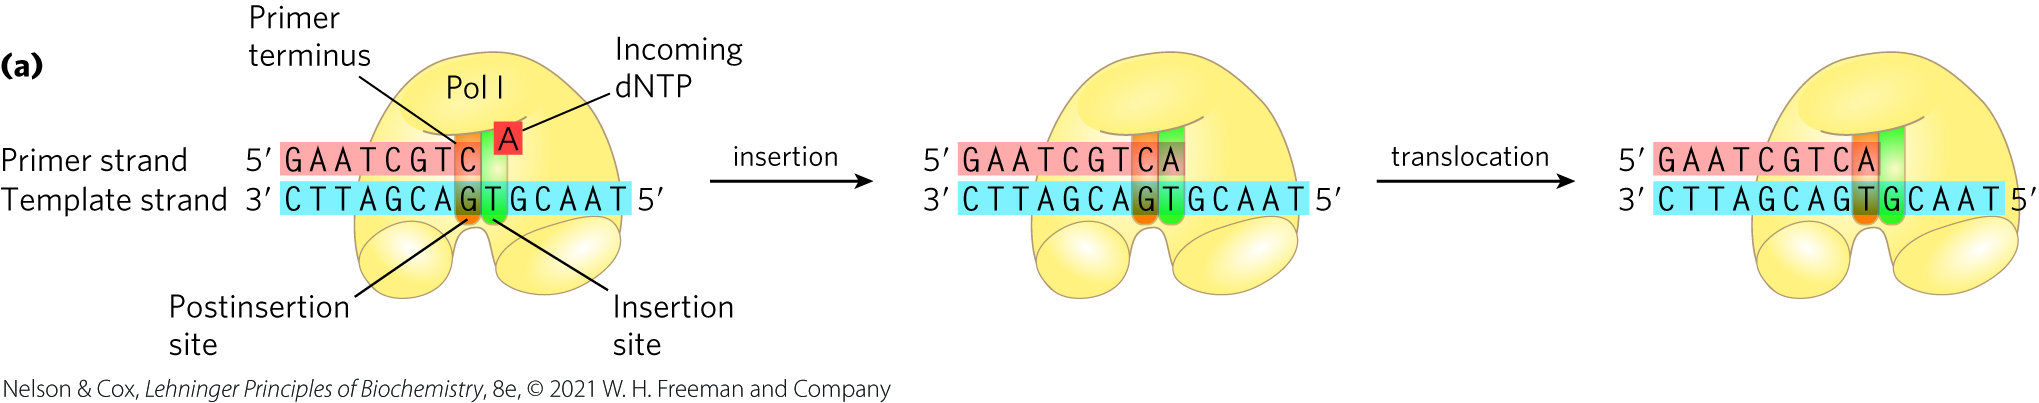 (a)
Primer
terminus
Pol I
Incoming
dNTP
A
Primer strand 5′ GAATCGTC
Template strand 3′ CTTAGCAGTGCAAT 5′
Postinsertion
site
Insertion
site
insertion
5′ GAATCGTCA
3′ CTTAGCAGTGCAAT 5′
translocation
5′ GAATCGTCA
3′ CTTAGCAGTGCAAT 5′
Nelson & Cox, Lehninger Principles of Biochemistry, 8e, © 2021 W. H. Freeman and Company